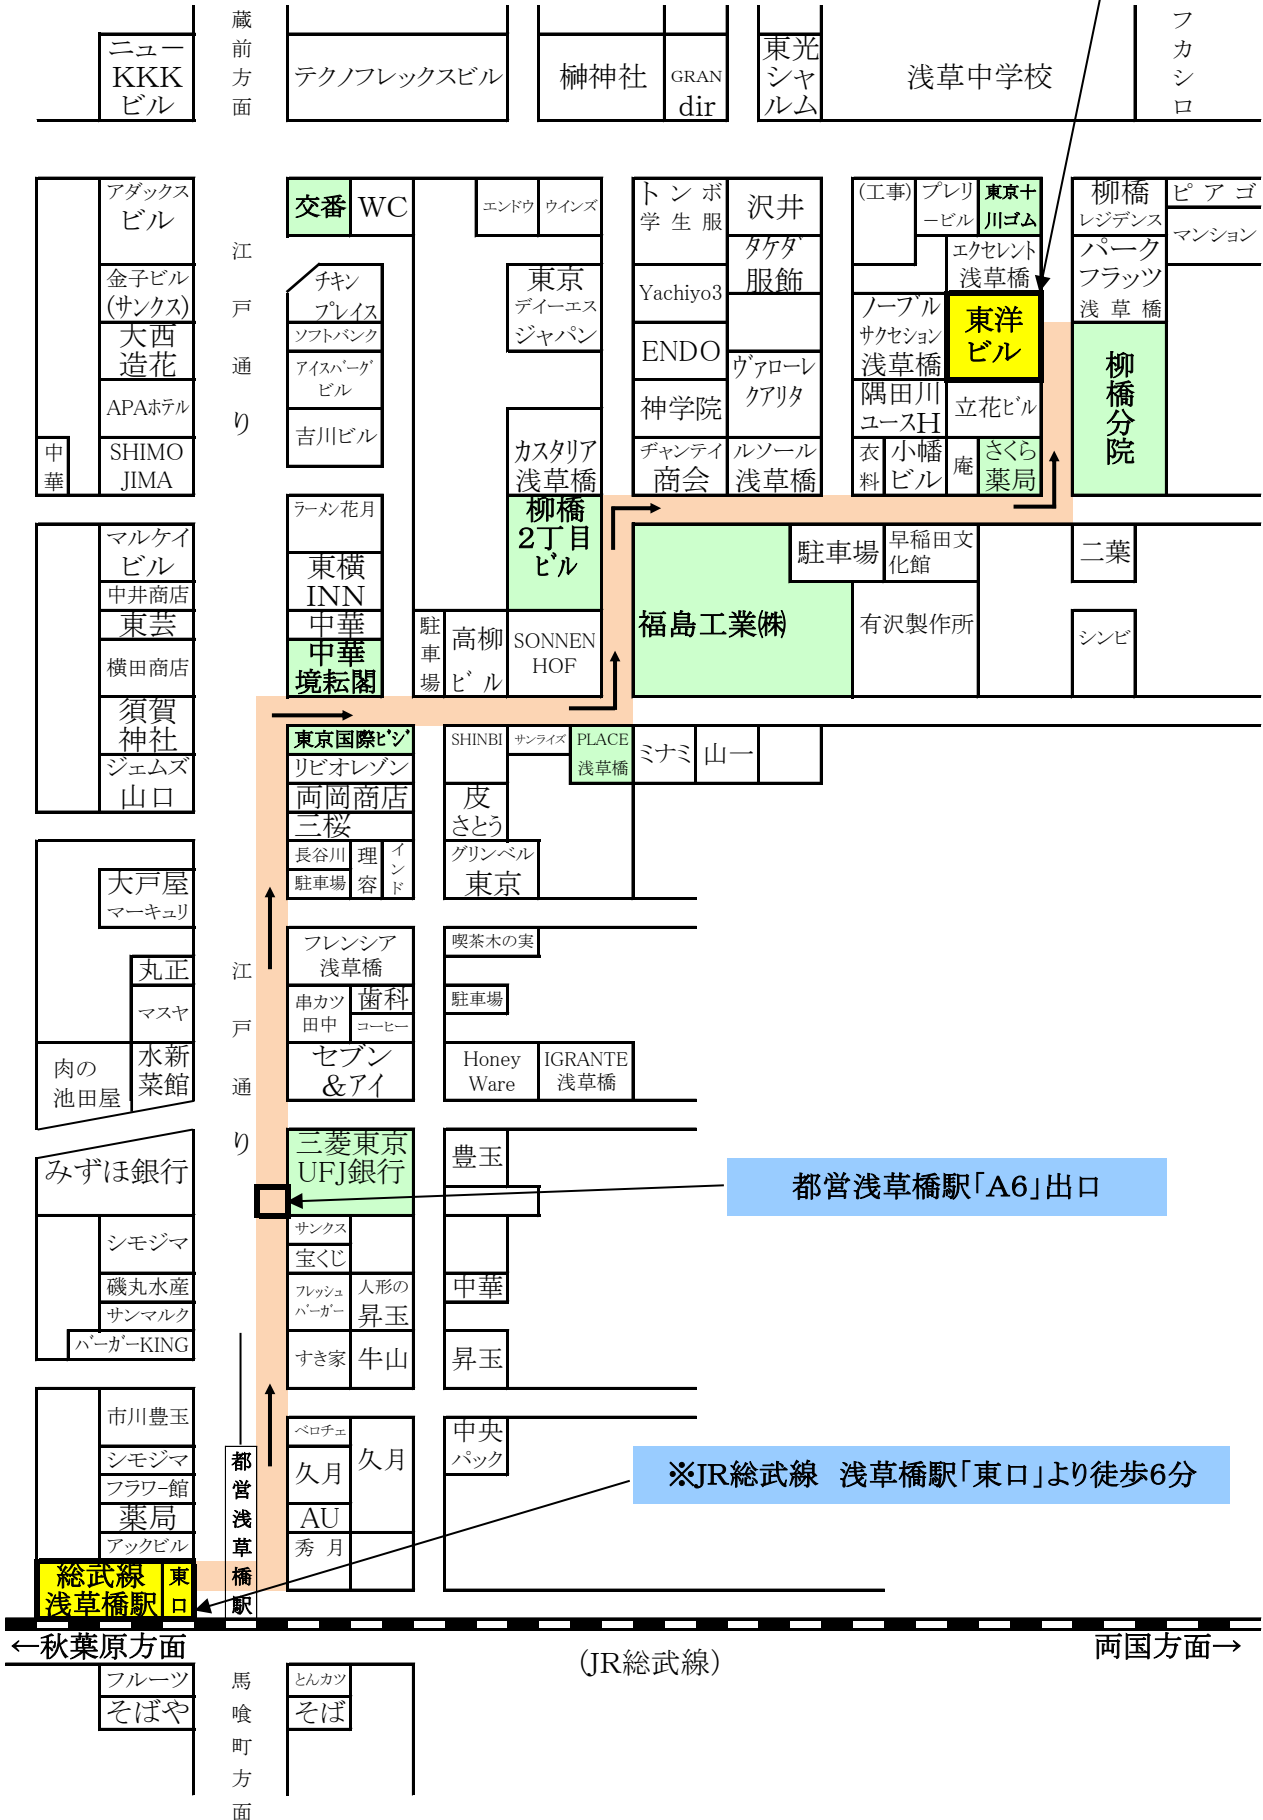 蔵前方面
フカシロ
ニュー
KKK
ビル
テクノフレックスビル
榊神社
GRAN
dir
東光
シャ
ルム
浅草中学校
アダックス
ビル
交番
WC
エンドウ
ウインズ
トンボ
学生服
沢井
(工事)
プレリ
ービル
東京十
川ゴム
柳橋
レジデンス
ピアゴ
マンション
江戸通り
金子ビル
(サンクス)
チキン
プレイス
東京
デイーエス
ジャパン
Yachiyo3
タケダ
服飾
エクセレント
浅草橋
パーク
フラッツ
浅草橋
大西
造花
ソフトバンク
アイスバーグ
ビル
ENDO
ヴァローレ
クアリタ
ノーブル
サクセション
浅草橋
東洋
ビル
柳橋分院
APAホテル
吉川ビル
神学院
隅田川
ユースH
立花ビル
中華
SHIMO
JIMA
カスタリア
浅草橋
チャンテイ
商会
ルソール
浅草橋
衣料
小幡
ビル
庵
さくら
薬局
ラーメン花月
柳橋
2丁目
ビル
マルケイ
ビル
東横
INN
駐車場
早稲田文
化館
二葉
中井商店
東芸
中華
駐車場
高柳
ビル
SONNEN
HOF
福島工業㈱
有沢製作所
シンビ
横田商店
中華
境転閣
須賀
神社
東京国際ビジ
SHINBI
サンライズ
PLACE
浅草橋
ミナミ
山一
ジェムズ
山口
リビオレゾン
両岡商店
皮
さとう
三桜
長谷川
駐車場
理容
インド
グリンベル
東京
大戸屋
マーキュリ
フレンシア
浅草橋
喫茶木の実
丸正
マスヤ
江戸通り
串カツ
田中
歯科
コーヒー
駐車場
肉の
池田屋
水新
菜館
セブン
&アイ
Honey
Ware
IGRANTE
浅草橋
みずほ銀行
三菱東京
UFJ銀行
豊玉
都営浅草橋駅「A6」出口
シモジマ
サンクス
宝くじ
磯丸水産
サンマルク
フレッシュ
バーガー
人形の
昇玉
中華
バーガーKING
すき家
牛山
昇玉
市川豊玉
ベロチェ
久月
中央
パック
シモジマ
フラワー館
久月
都営浅草橋駅
※JR総武線 浅草橋駅「東口」より徒歩6分
薬局
AU
アックビル
秀月
総武線
浅草橋駅
東口
←秋葉原方面
(JR総武線)
両国方面→
フルーツ
そばや
馬喰町方面
とんカツ
そば